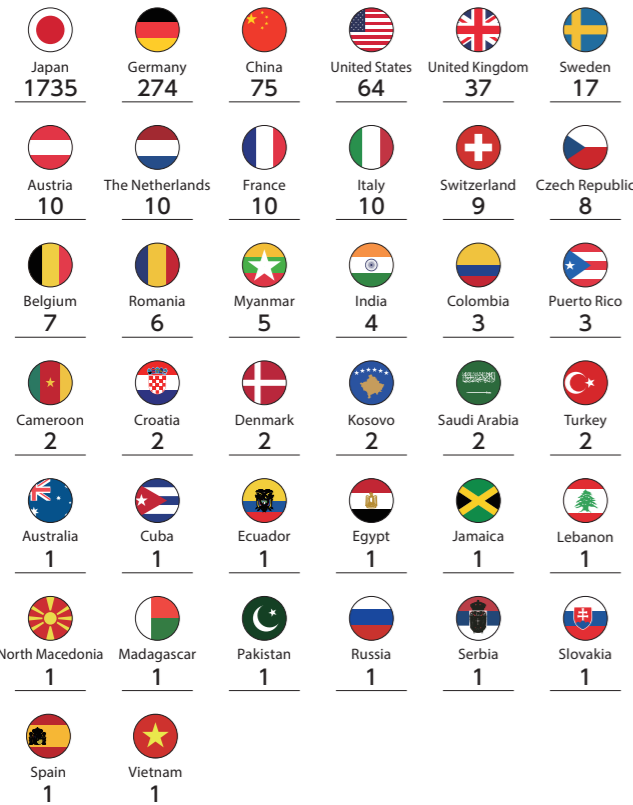 Japan Germany China United States United Kingdom Sweden
1735 274 75 64 37 17
Austria The Netherlands France Italy Switzerland Czech Republic
10 10 10 10 9 8
Belgium Romania Myanmar India Colombia Puerto Rico
7 6 5 4 3 3
Cameroon Croatia Denmark Kosovo Saudi Arabia Turkey
2 2 2 2 2 2
Australia Cuba Ecuador Egypt Jamaica Lebanon
1 1 1 1 1 1
North Macedonia Madagascar Pakistan Russia Serbia Slovakia
1 1 1 1 1 1
Spain Vietnam
1 1